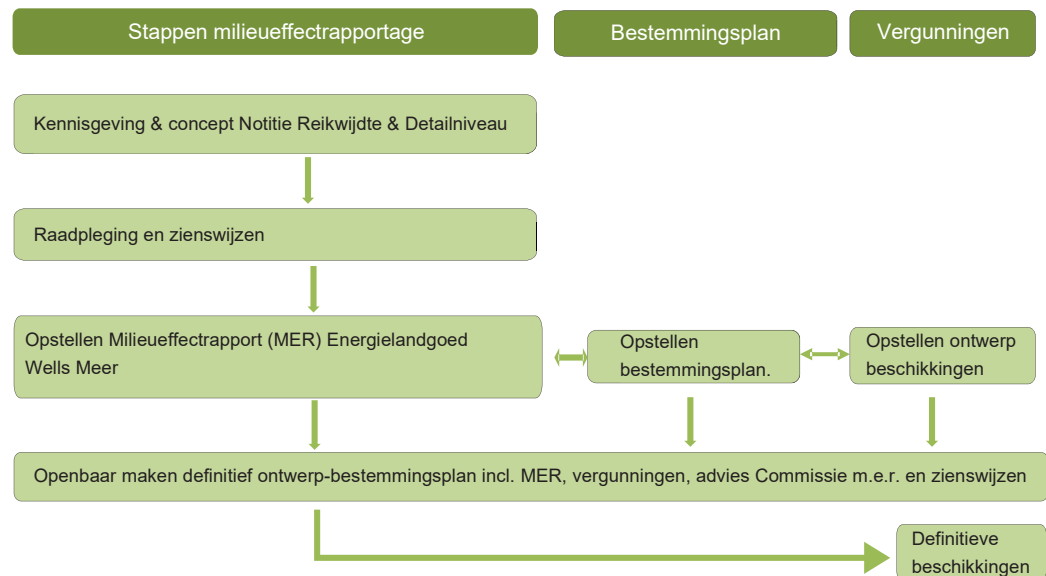 Stappen milieueffectrapportage
Bestemmingsplan
Vergunningen
Kennisgeving & concept Notitie Reikwijdte & Detailniveau
Raadpleging en zienswijzen
Opstellen Milieueffectrapport (MER) Energielandgoed
Wells Meer
Opstellen
bestemmingsplan.
Opstellen ontwerp
beschikkingen
Openbaar maken definitief ontwerp-bestemmingsplan incl. MER, vergunningen, advies Commissie m.e.r. en zienswijzen
Definitieve
beschikkingen